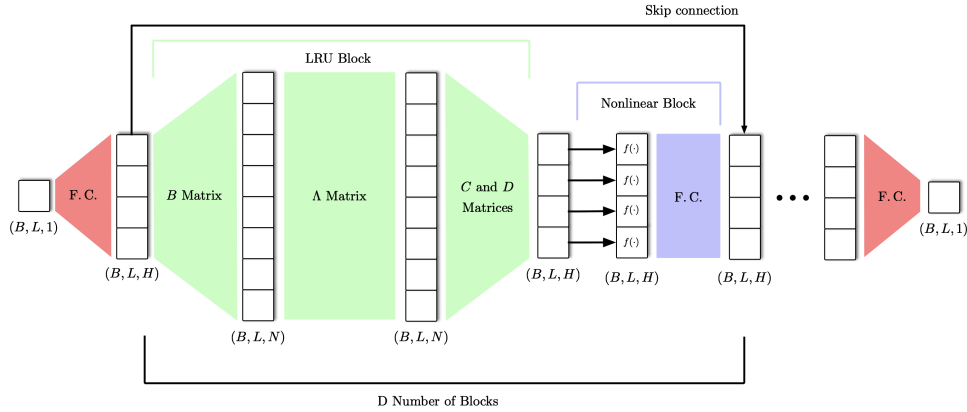 Skip connection
LRU Block
Nonlinear Block
F. C.
B Matrix
Λ Matrix
C and D
Matrices
f(·)
f(·)
f(·)
f(·)
F. C.
F. C.
(B, L, 1)
(B, L, H)
(B, L, N)
(B, L, N)
(B, L, H)
(B, L, H)
(B, L, H)
(B, L, 1)
D Number of Blocks